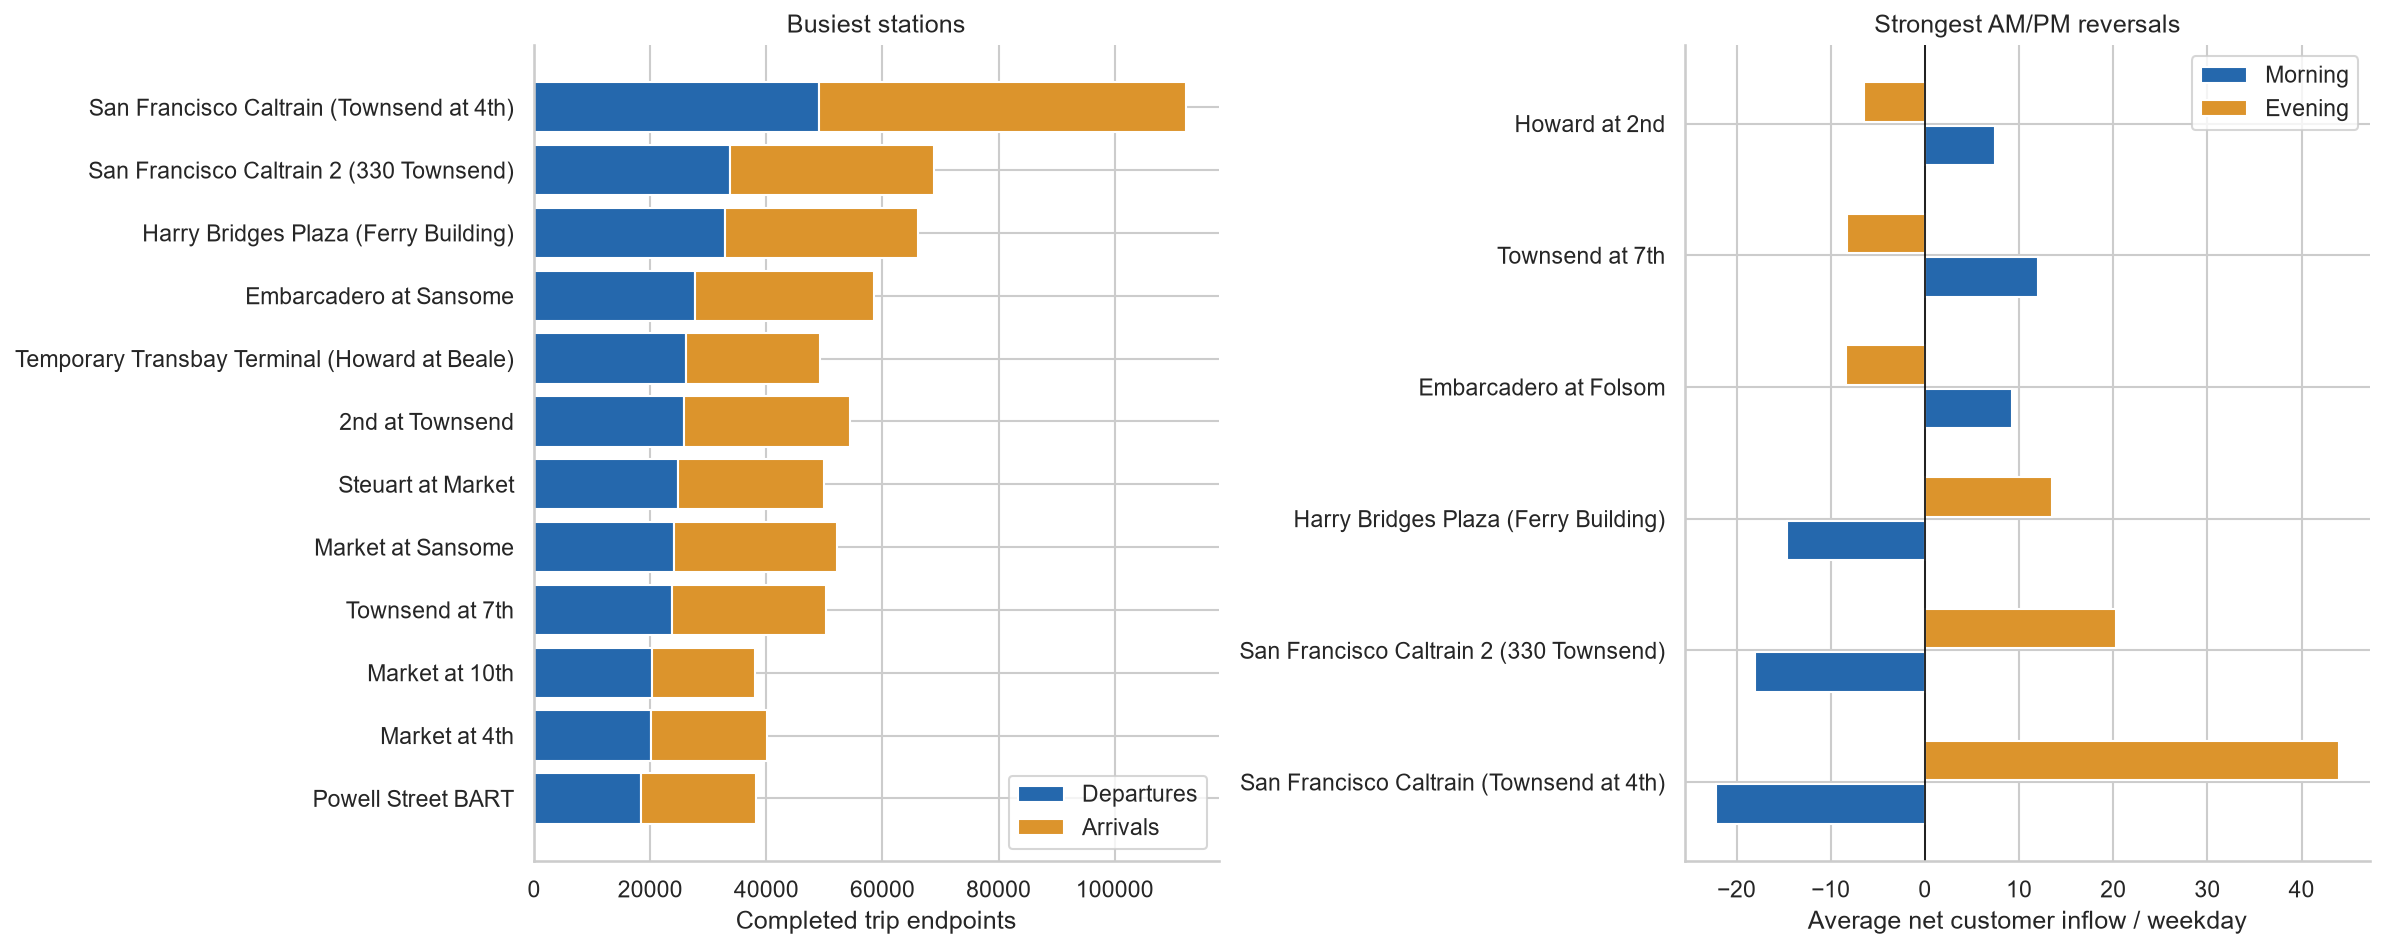 Busiest stations
San Francisco Caltrain (Townsend at 4th)
San Francisco Caltrain 2 (330 Townsend)
Harry Bridges Plaza (Ferry Building)
Embarcadero at Sansome
Temporary Transbay Terminal (Howard at Beale)
2nd at Townsend
Steuart at Market
Market at Sansome
Townsend at 7th
Market at 10th
Market at 4th
Powell Street BART
Departures
Arrivals
0 20000 40000 60000 80000 100000
Completed trip endpoints
Strongest AM/PM reversals
Morning
Evening
Howard at 2nd
Townsend at 7th
Embarcadero at Folsom
Harry Bridges Plaza (Ferry Building)
San Francisco Caltrain 2 (330 Townsend)
San Francisco Caltrain (Townsend at 4th)
−20 −10 0 10 20 30 40
Average net customer inflow / weekday